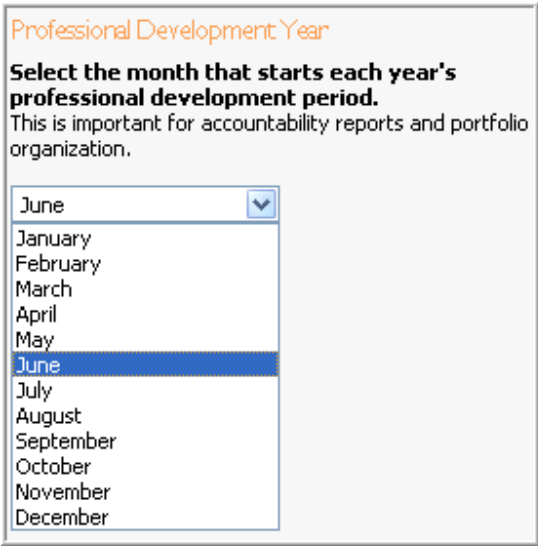 Professional Development Year
Select the month that starts each year's
professional development period.
This is important for accountability reports and portfolio
organization.
June
January
February
March
April
May
June
July
August
September
October
November
December